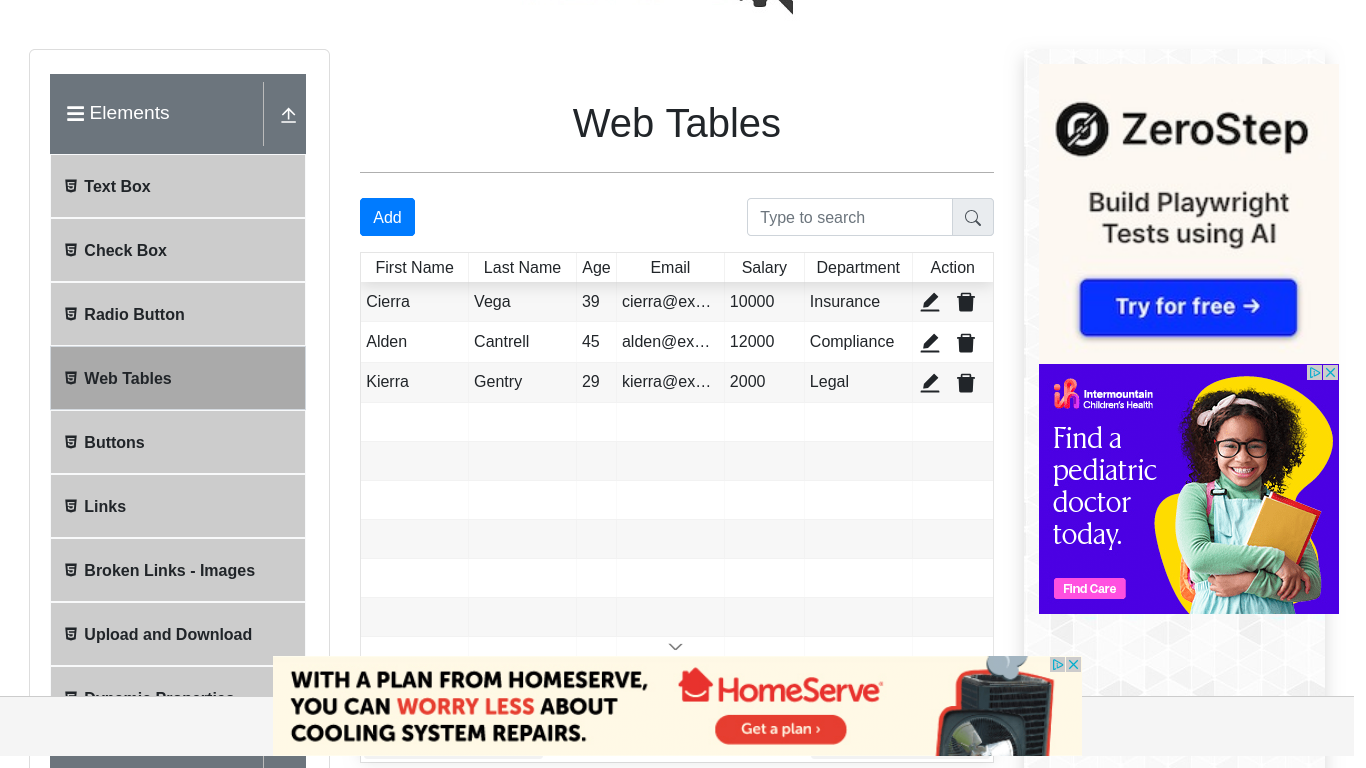 Elements
Text Box
Check Box
Radio Button
Web Tables
Buttons
Links
Broken Links - Images
Upload and Download
Dynamic Properties
Web Tables
Add
Type to search
First Name Last Name Age Email Salary Department Action
Cierra Vega 39 cierra@ex… 10000 Insurance
Alden Cantrell 45 alden@ex… 12000 Compliance
Kierra Gentry 29 kierra@ex… 2000 Legal
ZeroStep
Build Playwright
Tests using AI
Try for free →
Intermountain
Children's Health
Find a
pediatric
doctor
today.
Find Care
WITH A PLAN FROM HOMESERVE,
YOU CAN WORRY LESS ABOUT
COOLING SYSTEM REPAIRS.
HomeServe
Get a plan ›